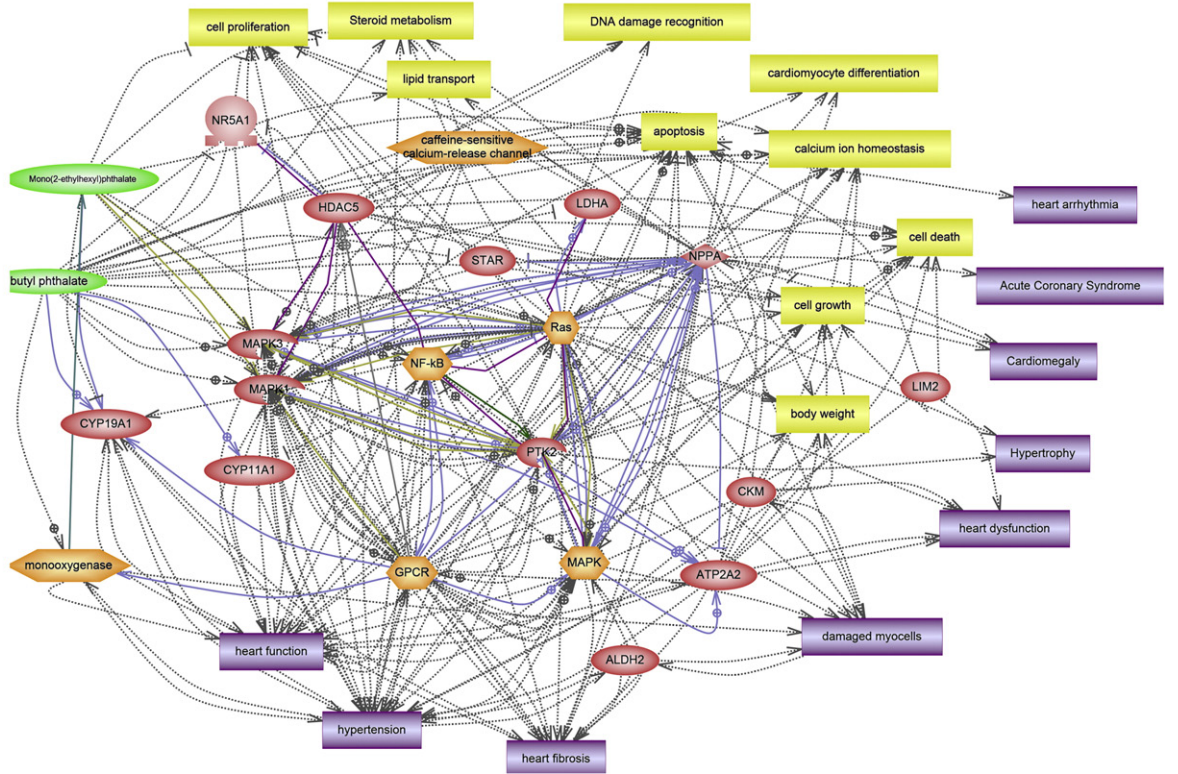 cell proliferation
Steroid metabolism
DNA damage recognition
lipid transport
cardiomyocyte differentiation
NR5A1
caffeine-sensitive
calcium-release channel
apoptosis
calcium ion homeostasis
Mono(2-ethylhexyl)phthalate
HDAC5
LDHA
heart arrhythmia
cell death
STAR
NPPA
butyl phthalate
Acute Coronary Syndrome
cell growth
Ras
MAPK3
NF-kB
Cardiomegaly
MAPK1
LIM2
CYP19A1
body weight
PTK2
Hypertrophy
CYP11A1
CKM
heart dysfunction
monooxygenase
GPCR
MAPK
ATP2A2
damaged myocells
heart function
ALDH2
hypertension
heart fibrosis